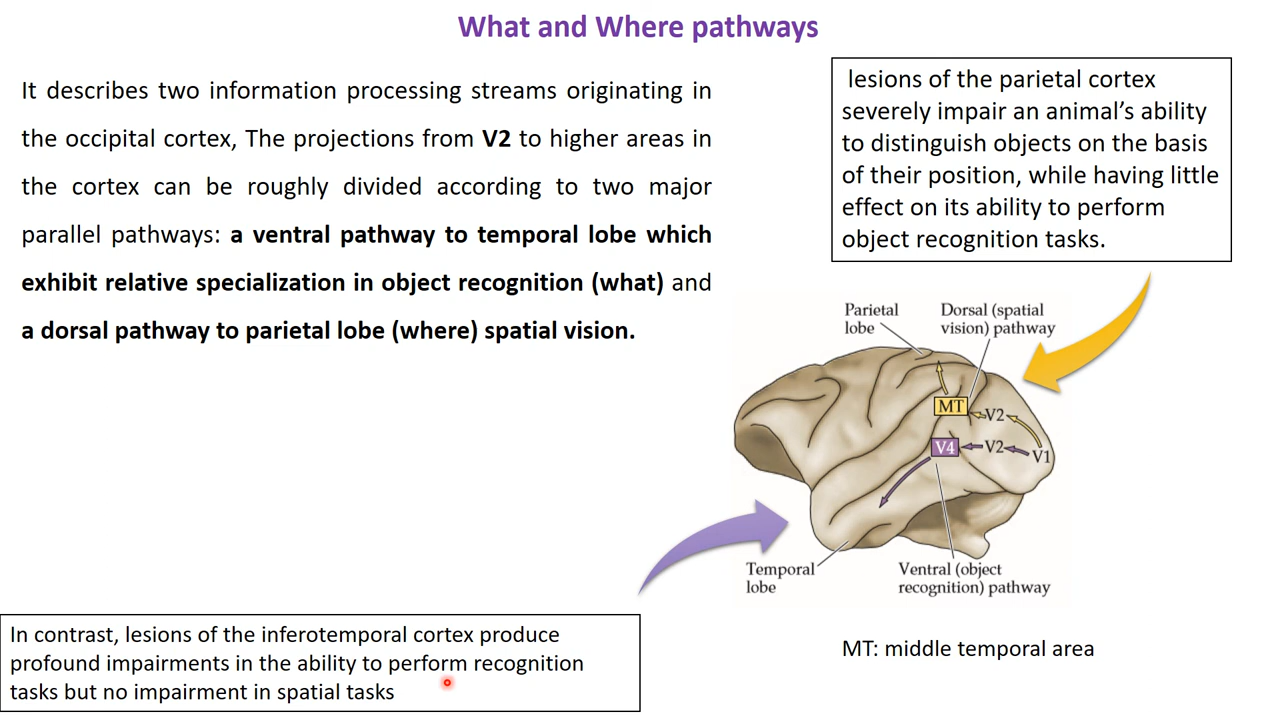 What and Where pathways
It describes two information processing streams originating in
the occipital cortex, The projections from V2 to higher areas in
the cortex can be roughly divided according to two major
parallel pathways: a ventral pathway to temporal lobe which
exhibit relative specialization in object recognition (what) and
a dorsal pathway to parietal lobe (where) spatial vision.
lesions of the parietal cortex
severely impair an animal’s ability
to distinguish objects on the basis
of their position, while having little
effect on its ability to perform
object recognition tasks.
Parietal
lobe
Dorsal (spatial
vision) pathway
MT
V2
V4
V2
V1
Temporal
lobe
Ventral (object
recognition) pathway
In contrast, lesions of the inferotemporal cortex produce
profound impairments in the ability to perform recognition
tasks but no impairment in spatial tasks
MT: middle temporal area